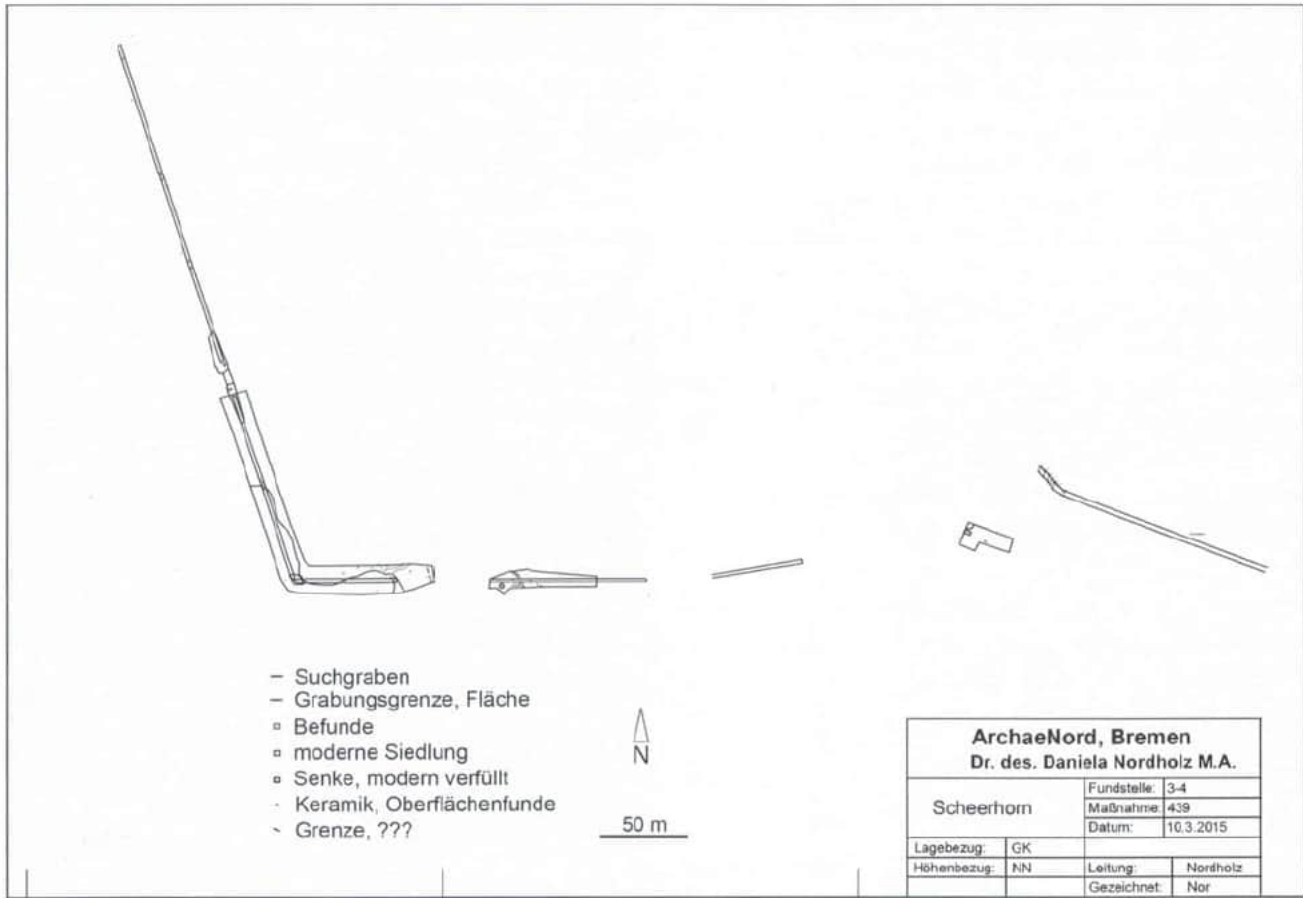 – Suchgraben
– Grabungsgrenze, Fläche
▫ Befunde
▫ moderne Siedlung
▫ Senke, modern verfüllt
· Keramik, Oberflächenfunde
~ Grenze, ???
N
50 m
ArchaeNord, Bremen
Dr. des. Daniela Nordholz M.A.
Scheerhorn
Fundstelle: 3-4
Maßnahme: 439
Datum: 10.3.2015
Lagebezug: GK
Höhenbezug: NN Leitung: Nordholz
Gezeichnet: Nor